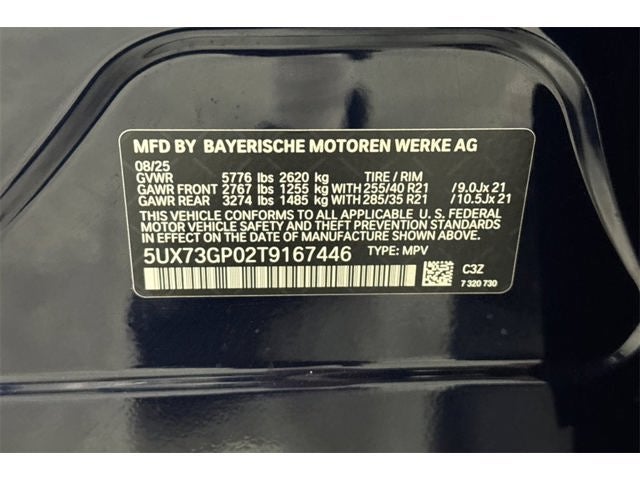 MFD BY BAYERISCHE MOTOREN WERKE AG
08/25
GVWR 5776 lbs 2620 kg TIRE / RIM
GAWR FRONT 2767 lbs 1255 kg WITH 255/40 R21 /9.0Jx 21
GAWR REAR 3274 lbs 1485 kg WITH 285/35 R21 /10.5Jx 21
THIS VEHICLE CONFORMS TO ALL APPLICABLE U. S. FEDERAL
MOTOR VEHICLE SAFETY AND THEFT PREVENTION STANDARDS
IN EFFECT ON THE DATE OF MANUFACTURE SHOWN ABOVE.
5UX73GP02T9167446 TYPE: MPV
C3Z
7 320 730